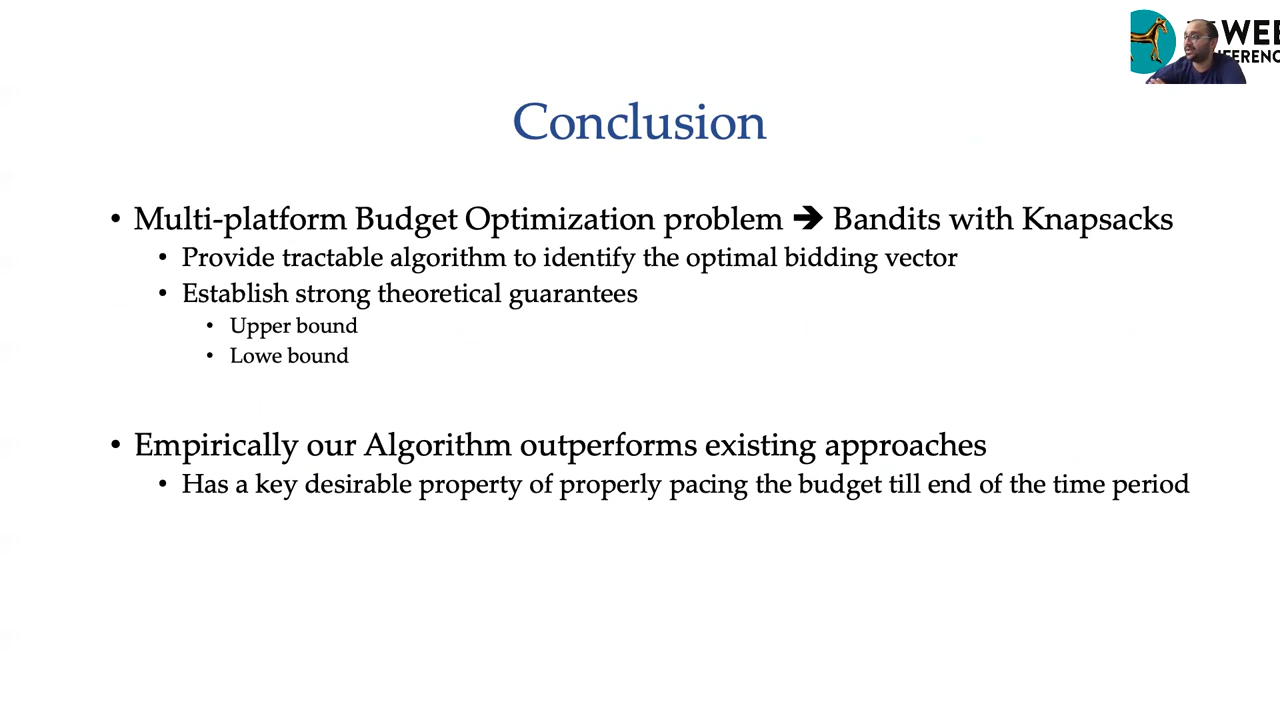 WEB
CONFERENCE
Conclusion
• Multi-platform Budget Optimization problem ➔ Bandits with Knapsacks
• Provide tractable algorithm to identify the optimal bidding vector
• Establish strong theoretical guarantees
• Upper bound
• Lowe bound
• Empirically our Algorithm outperforms existing approaches
• Has a key desirable property of properly pacing the budget till end of the time period